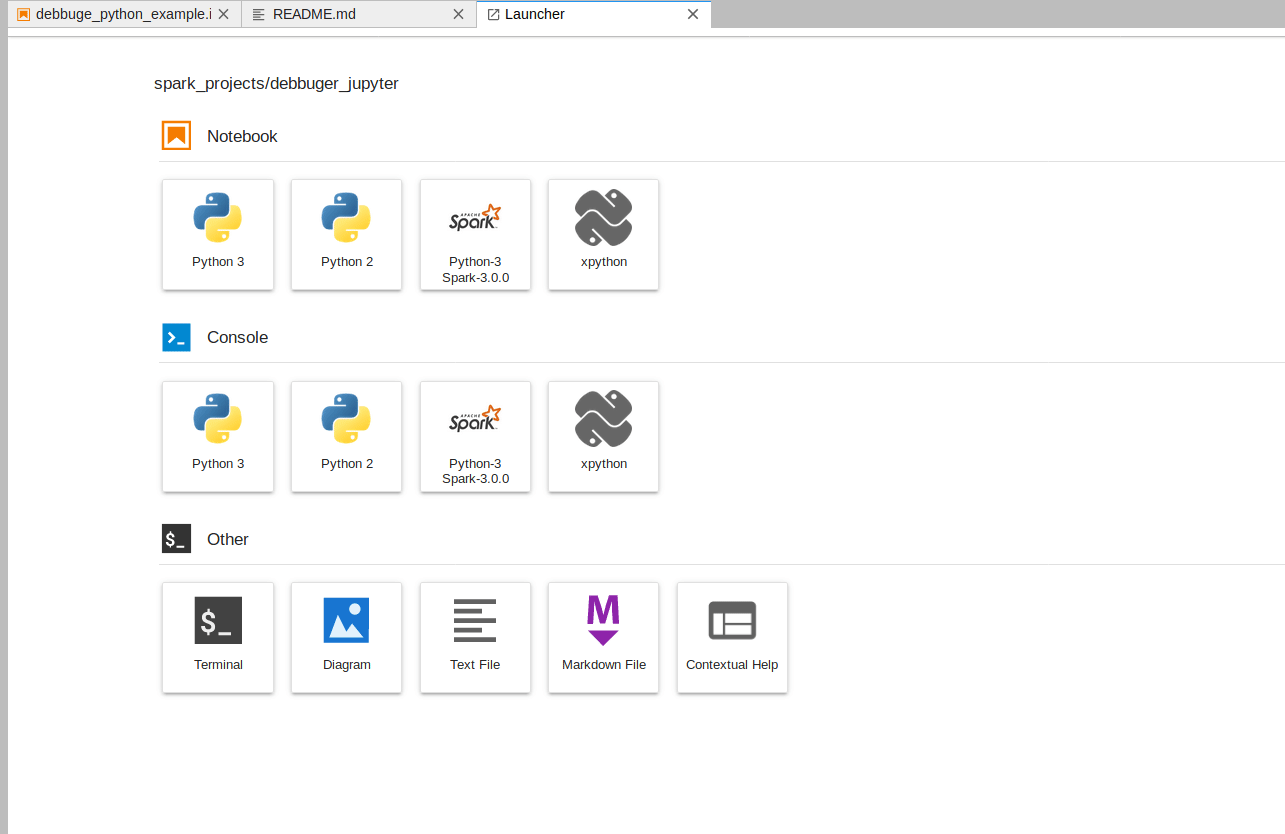 debbuge_python_example.i
README.md
Launcher
spark_projects/debbuger_jupyter
Notebook
Python 3
Python 2
APACHE
Spark
Python-3
Spark-3.0.0
xpython
Console
Python 3
Python 2
APACHE
Spark
Python-3
Spark-3.0.0
xpython
$_ Other
$_
Terminal
Diagram
Text File
M
Markdown File
Contextual Help